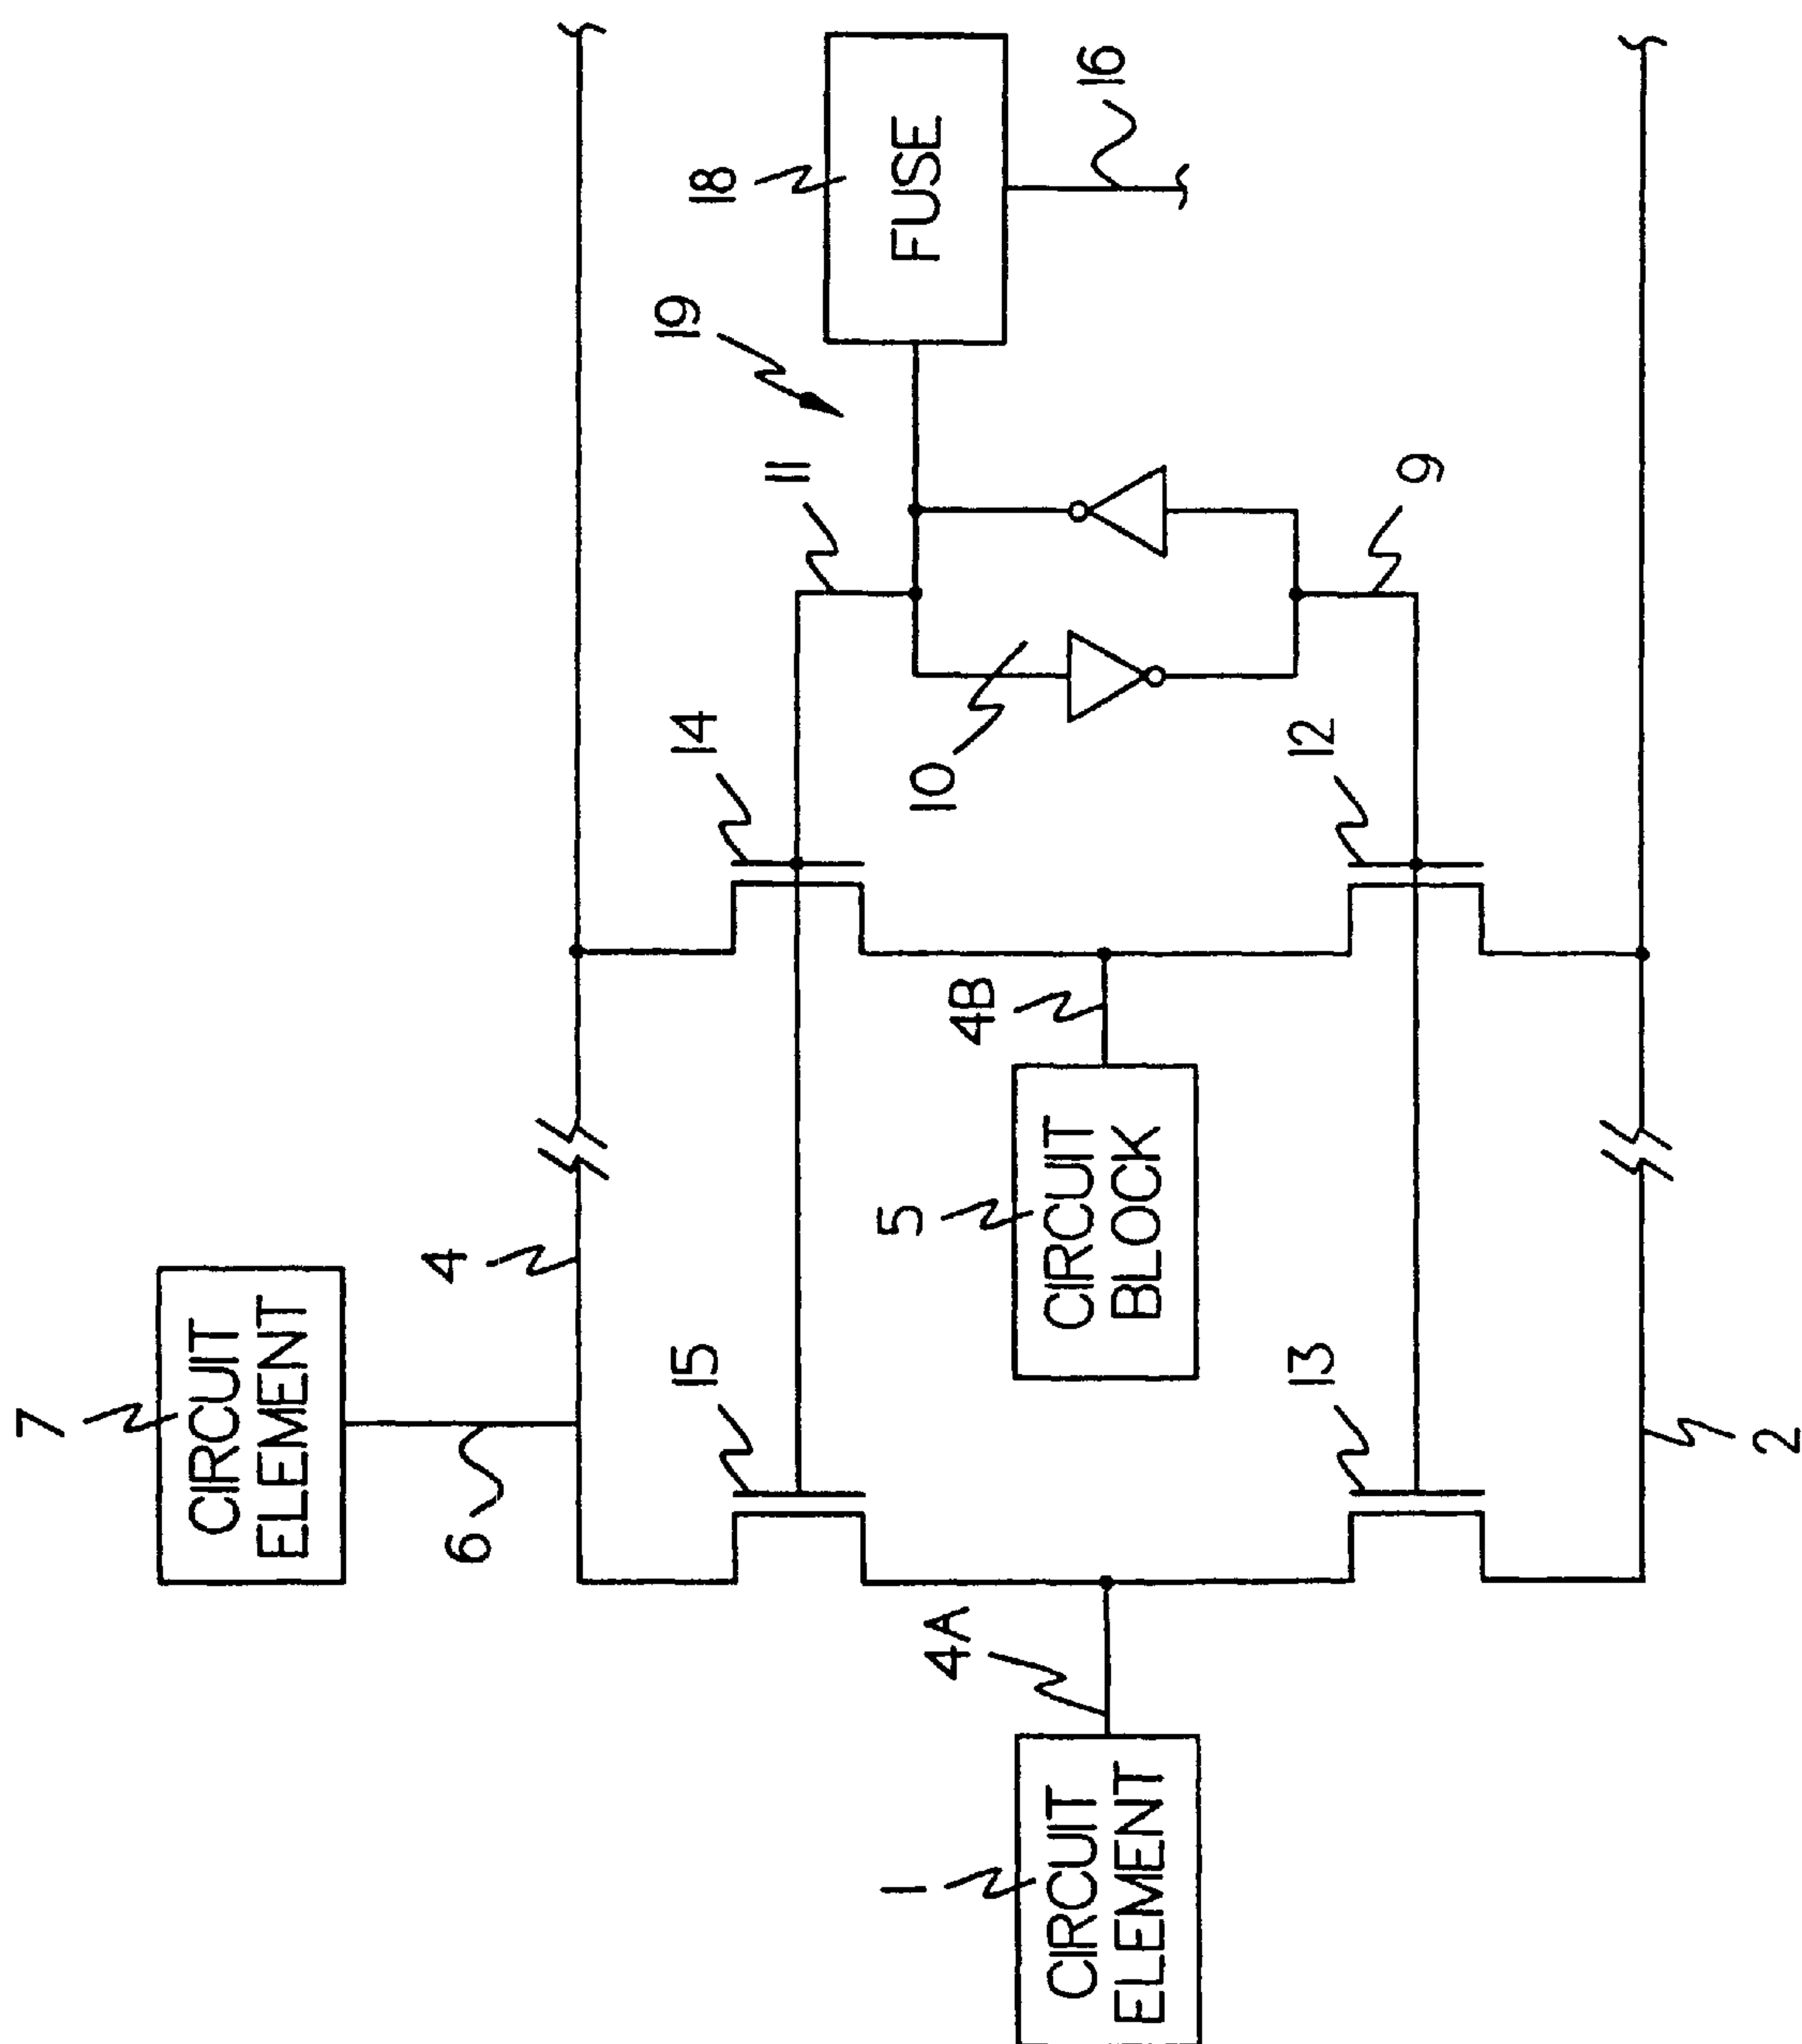 7
CIRCUIT
ELEMENT
6
4
15
14
11
19
18
FUSE
16
1
CIRCUIT
ELEMENT
4A
5
CIRCUIT
BLOCK
4B
10
13
12
9
2